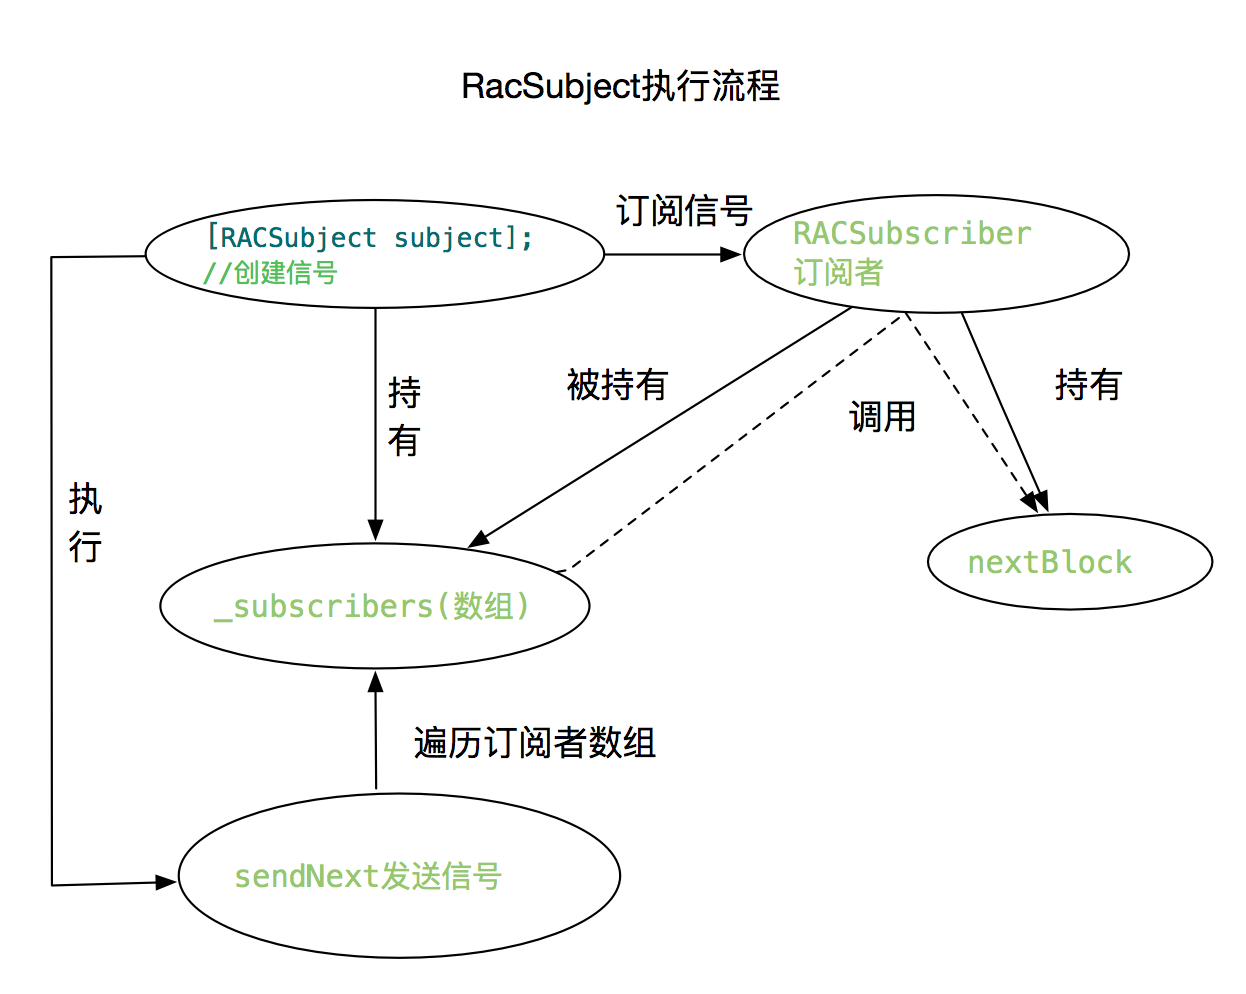 RacSubject执行流程
订阅信号
[RACSubject subject];
//创建信号
RACSubscriber
订阅者
持
有
被持有
调用
持有
执
行
_subscribers(数组)
nextBlock
遍历订阅者数组
sendNext发送信号